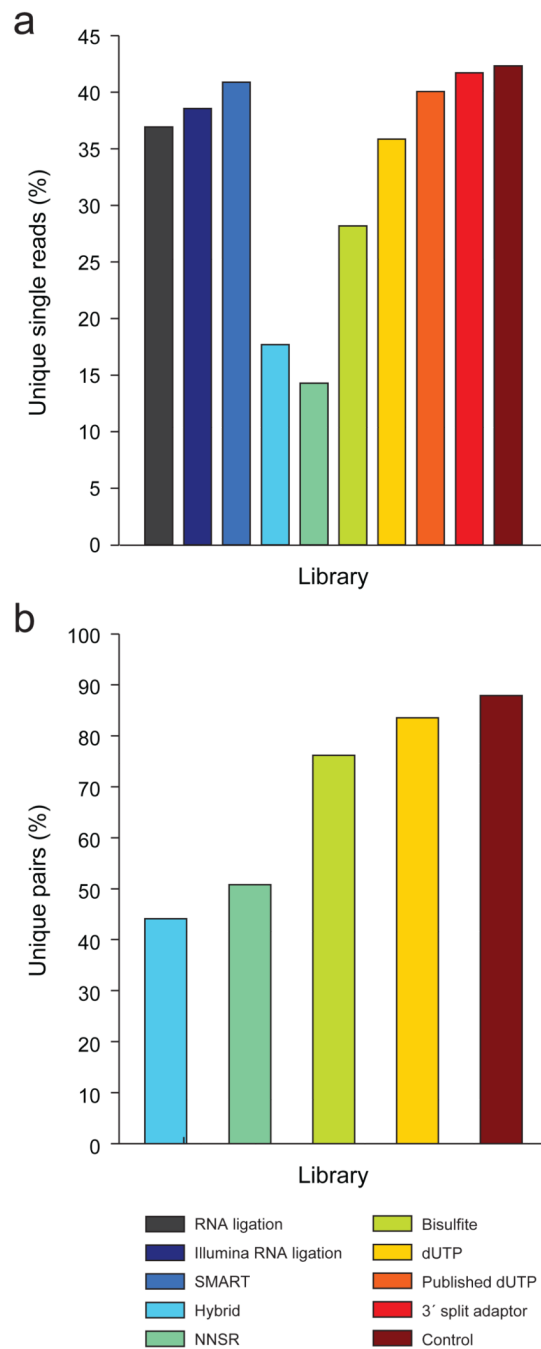 a
45
40
35
30
25
20
15
10
5
0
Unique single reads (%)
Library
b
100
90
80
70
60
50
40
30
20
10
0
Unique pairs (%)
Library
RNA ligation
Illumina RNA ligation
SMART
Hybrid
NNSR
Bisulfite
dUTP
Published dUTP
3´ split adaptor
Control